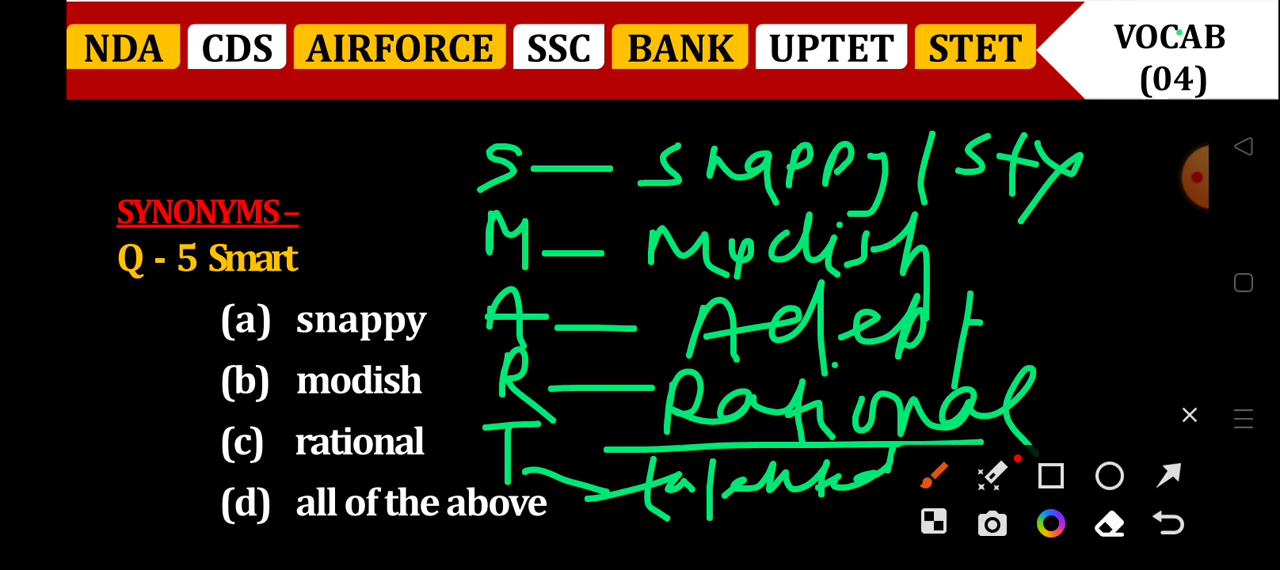 NDA CDS AIRFORCE SSC BANK UPTET STET
VOCAB
(04)
SYNONYMS –
Q - 5 Smart
(a) snappy
(b) modish
(c) rational
(d) all of the above
S — Snappy / Sty
M — Modish
A — Adept
R — Rational
T — talented